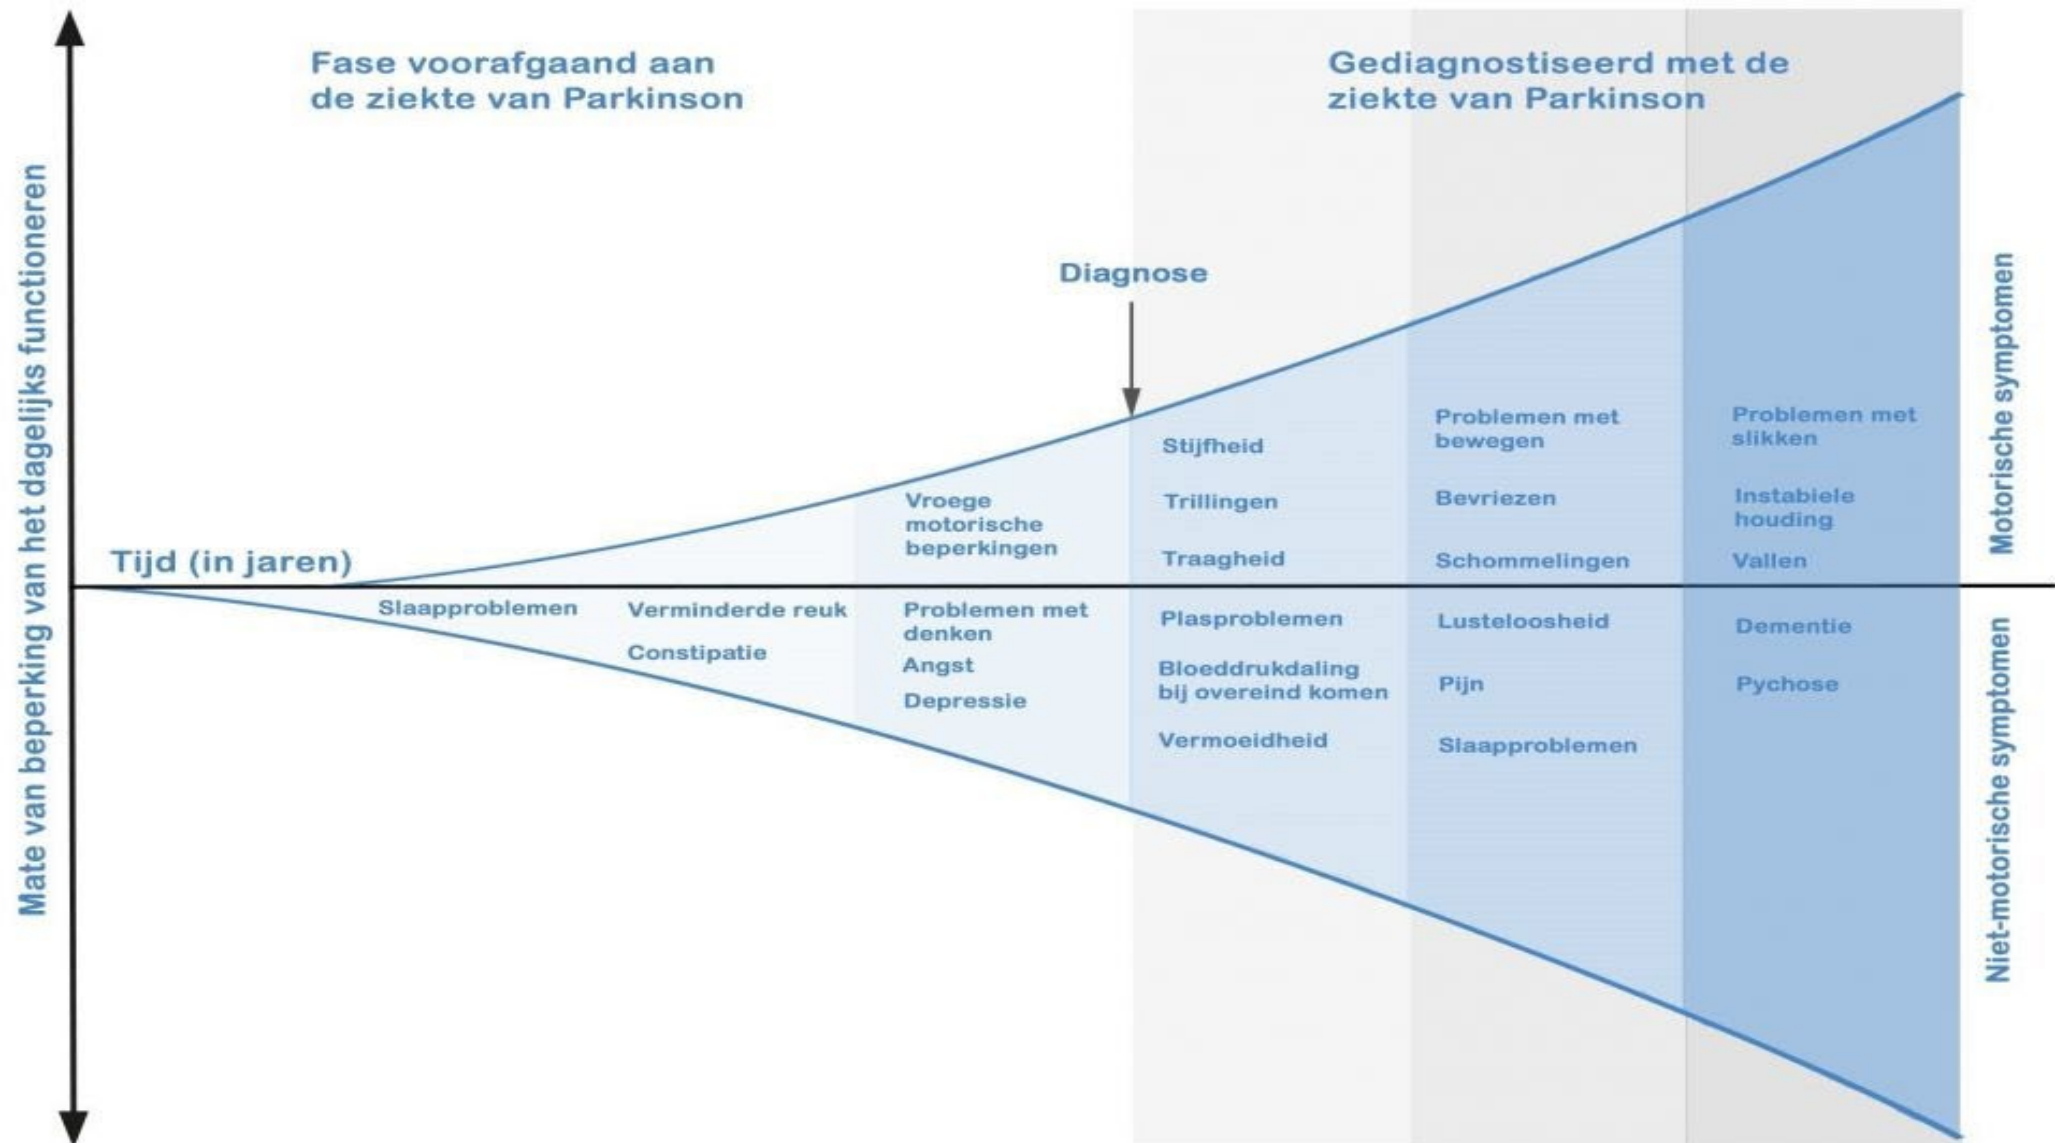 Fase voorafgaand aan
de ziekte van Parkinson
Gediagnostiseerd met de
ziekte van Parkinson
Mate van beperking van het dagelijks functioneren
Diagnose
Tijd (in jaren)
Vroege
motorische
beperkingen
Stijfheid
Trillingen
Traagheid
Problemen met
bewegen
Bevriezen
Schommelingen
Problemen met
slikken
Instabiele
houding
Vallen
Motorische symptomen
Slaapproblemen
Verminderde reuk
Constipatie
Problemen met
denken
Angst
Depressie
Plasproblemen
Bloeddrukdaling
bij overeind komen
Vermoeidheid
Lusteloosheid
Pijn
Slaapproblemen
Dementie
Pychose
Niet-motorische symptomen